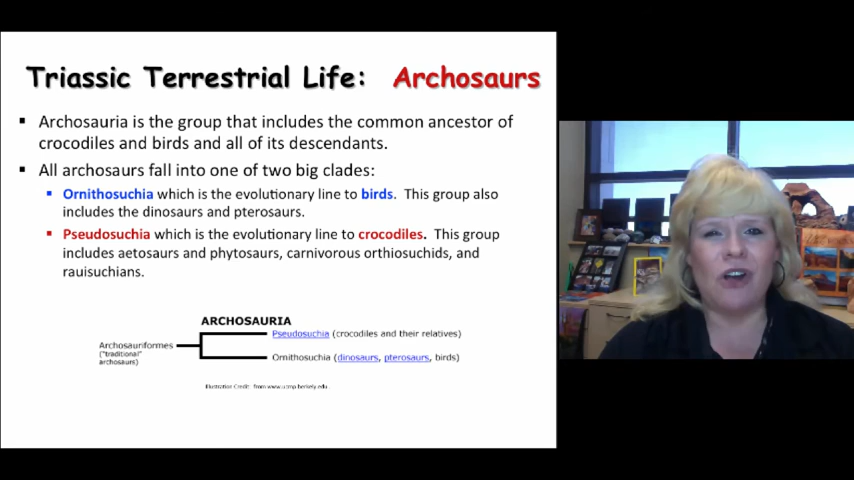 Triassic Terrestrial Life: Archosaurs
▪ Archosauria is the group that includes the common ancestor of
crocodiles and birds and all of its descendants.
▪ All archosaurs fall into one of two big clades:
▪ Ornithosuchia which is the evolutionary line to birds. This group also
includes the dinosaurs and pterosaurs.
▪ Pseudosuchia which is the evolutionary line to crocodiles. This group
includes aetosaurs and phytosaurs, carnivorous orthiosuchids, and
rauisuchians.
ARCHOSAURIA
Pseudosuchia (crocodiles and their relatives)
Archosauriformes
("traditional"
archosaurs)
Ornithosuchia (dinosaurs, pterosaurs, birds)
Illustration Credit: from www.ucmp.berkely.edu